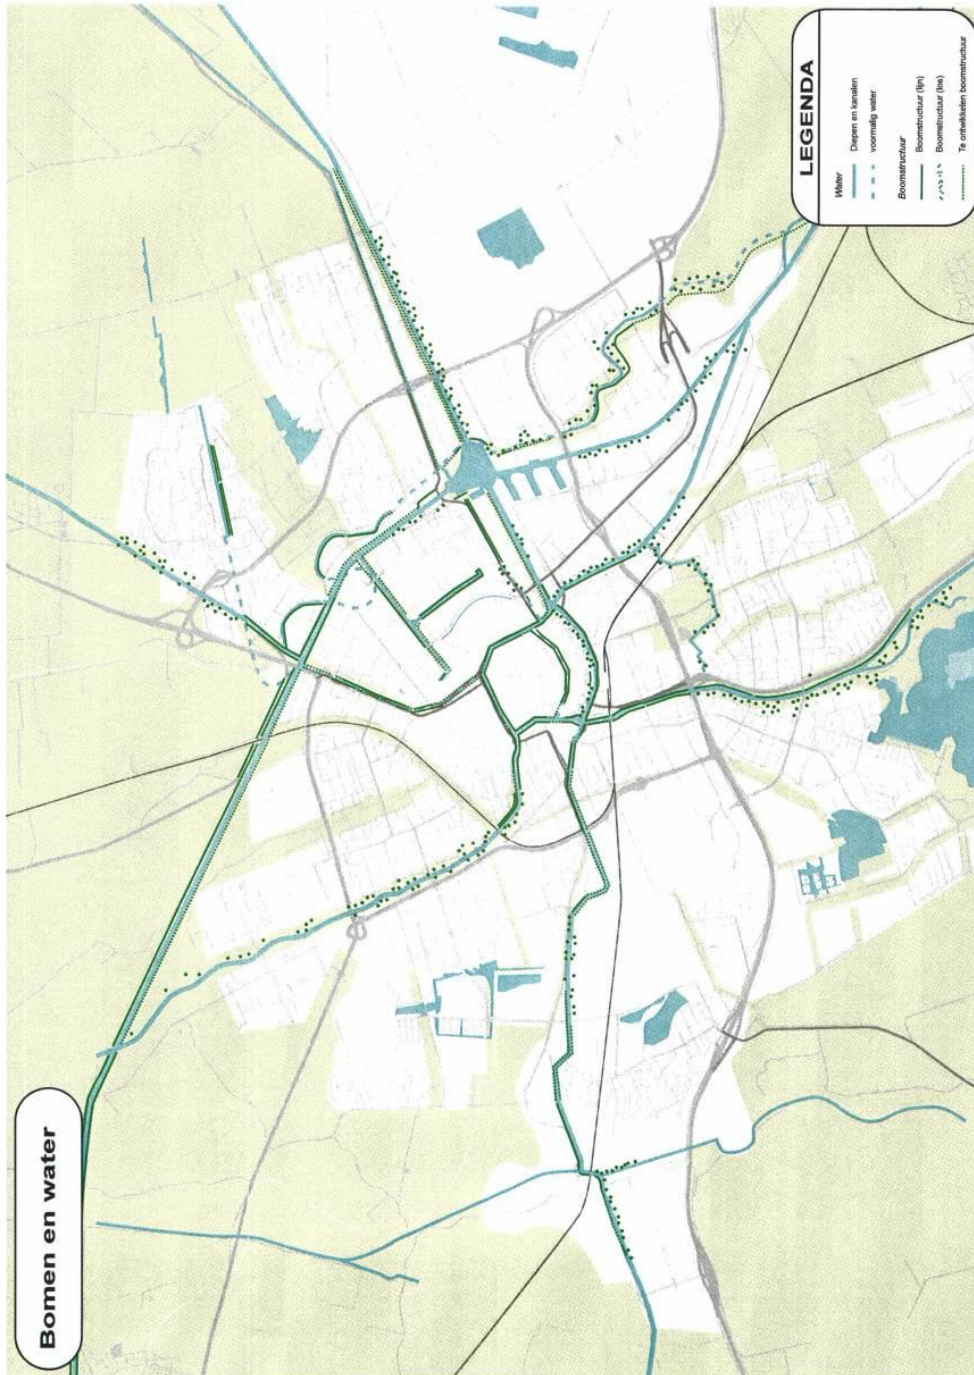 Bomen en water
LEGENDA
Water
Diepen en kanalen
voormalig water
Boomstructuur
Boomstructuur (lijn)
Boomstructuur (los)
Te ontwikkelen boomstructuur